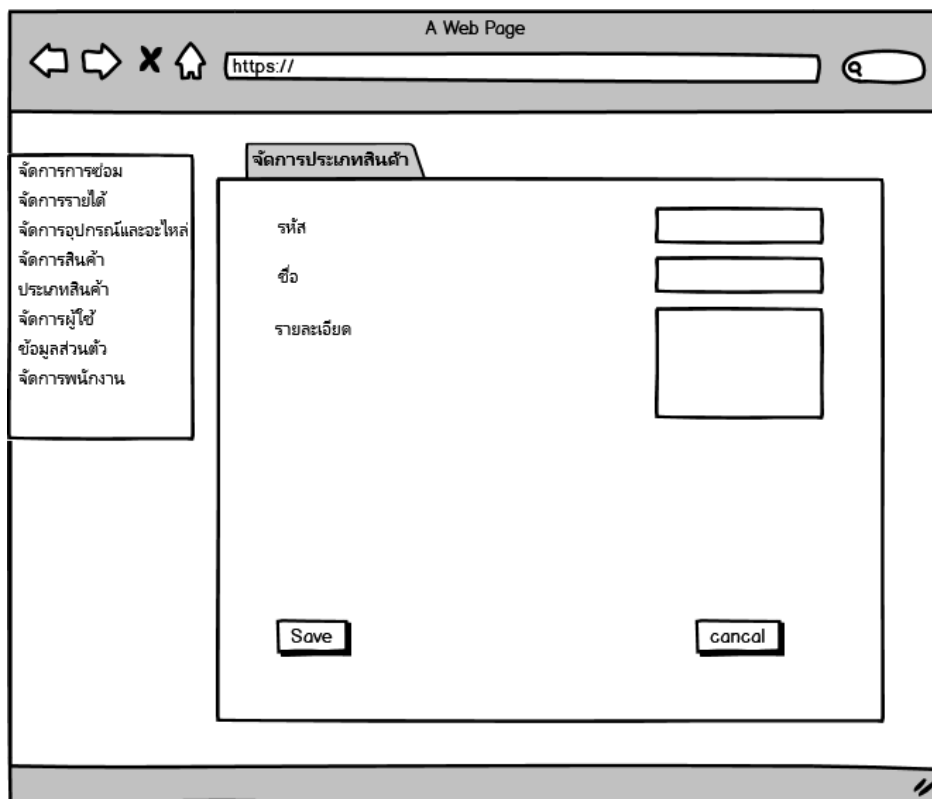 A Web Page
https://
จัดการการซ่อม
จัดการรายได้
จัดการอุปกรณ์และอะไหล่
จัดการสินค้า
ประเภทสินค้า
จัดการผู้ใช้
ข้อมูลส่วนตัว
จัดการพนักงาน
จัดการประเภทสินค้า
รหัส
ชื่อ
รายละเอียด
Save
cancal